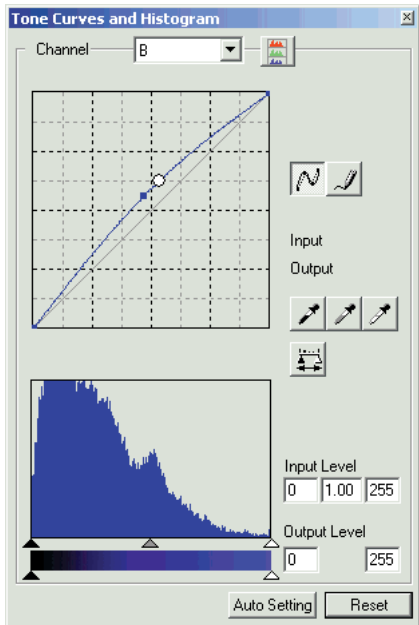 Tone Curves and Histogram
Channel B
Input
Output
Input Level
0 1.00 255
Output Level
0 255
Auto Setting Reset